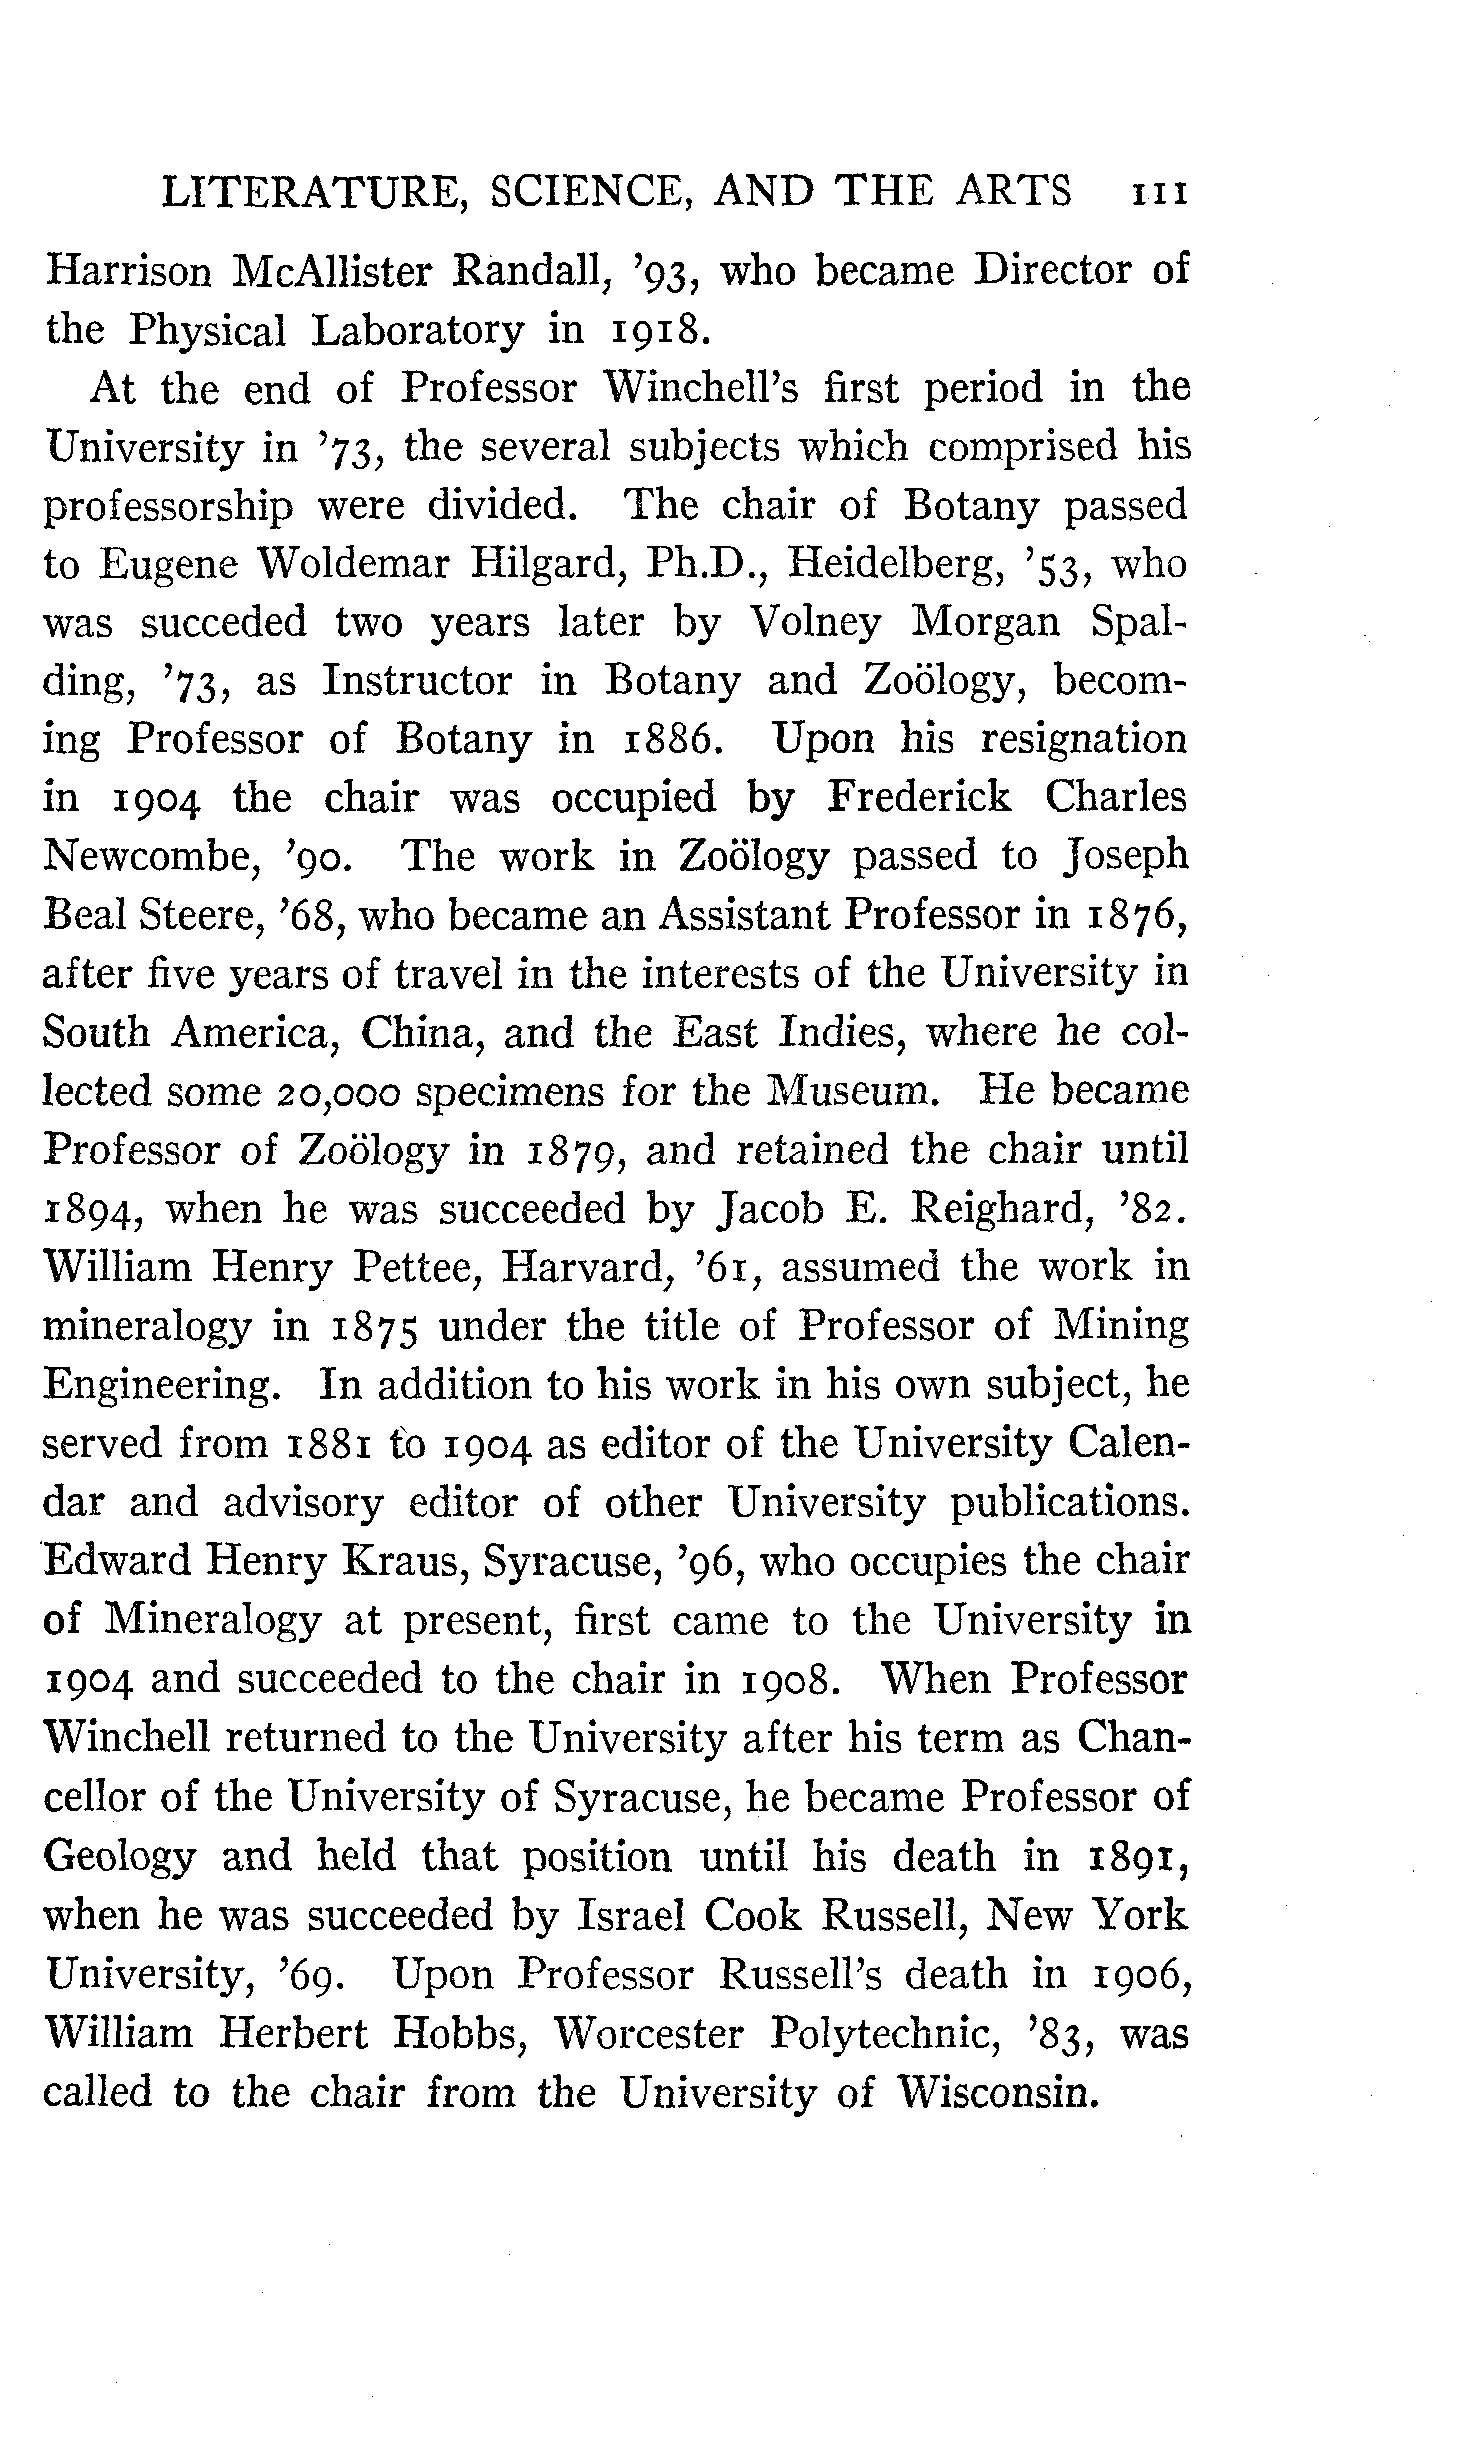 LITERATURE, SCIENCE, AND THE ARTS 111
Harrison McAllister Randall, ’93, who became Director of
the Physical Laboratory in 1918.
At the end of Professor Winchell’s first period in the
University in ’73, the several subjects which comprised his
professorship were divided. The chair of Botany passed
to Eugene Woldemar Hilgard, Ph.D., Heidelberg, ’53, who
was succeded two years later by Volney Morgan Spal-
ding, ’73, as Instructor in Botany and Zoölogy, becom-
ing Professor of Botany in 1886. Upon his resignation
in 1904 the chair was occupied by Frederick Charles
Newcombe, ’90. The work in Zoölogy passed to Joseph
Beal Steere, ’68, who became an Assistant Professor in 1876,
after five years of travel in the interests of the University in
South America, China, and the East Indies, where he col-
lected some 20,000 specimens for the Museum. He became
Professor of Zoölogy in 1879, and retained the chair until
1894, when he was succeeded by Jacob E. Reighard, ’82.
William Henry Pettee, Harvard, ’61, assumed the work in
mineralogy in 1875 under the title of Professor of Mining
Engineering. In addition to his work in his own subject, he
served from 1881 to 1904 as editor of the University Calen-
dar and advisory editor of other University publications.
Edward Henry Kraus, Syracuse, ’96, who occupies the chair
of Mineralogy at present, first came to the University in
1904 and succeeded to the chair in 1908. When Professor
Winchell returned to the University after his term as Chan-
cellor of the University of Syracuse, he became Professor of
Geology and held that position until his death in 1891,
when he was succeeded by Israel Cook Russell, New York
University, ’69. Upon Professor Russell’s death in 1906,
William Herbert Hobbs, Worcester Polytechnic, ’83, was
called to the chair from the University of Wisconsin.